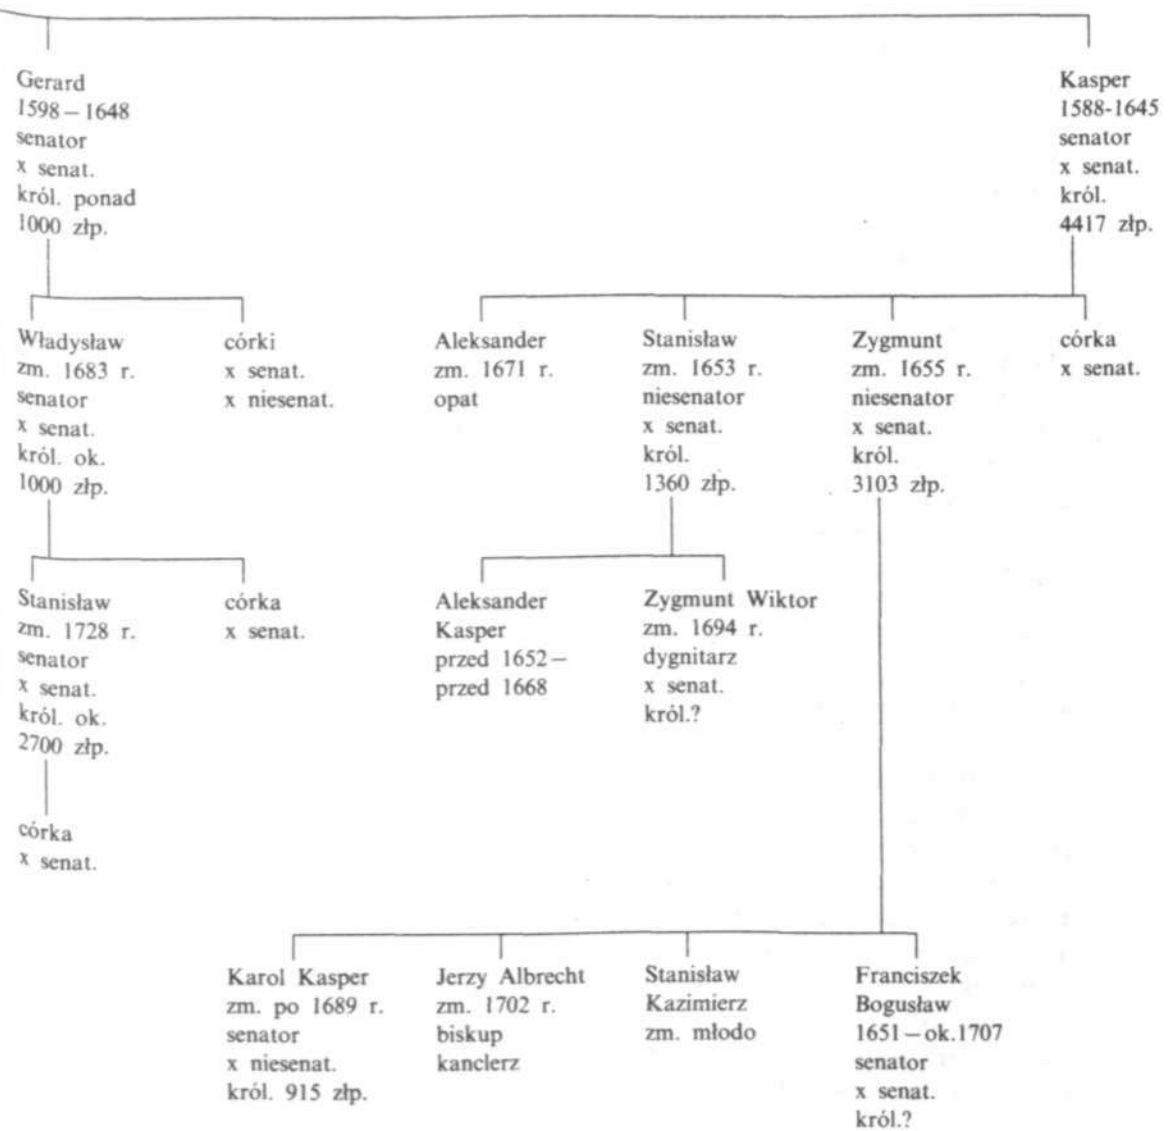 Gerard
1598 – 1648
senator
x senat.
król. ponad
1000 złp.
Kasper
1588-1645
senator
x senat.
król.
4417 złp.
Władysław
zm. 1683 r.
senator
x senat.
król. ok.
1000 złp.
córki
x senat.
x niesenat.
Aleksander
zm. 1671 r.
opat
Stanisław
zm. 1653 r.
niesenator
x senat.
król.
1360 złp.
Zygmunt
zm. 1655 r.
niesenator
x senat.
król.
3103 złp.
córka
x senat.
Stanisław
zm. 1728 r.
senator
x senat.
król. ok.
2700 złp.
córka
x senat.
Aleksander
Kasper
przed 1652 –
przed 1668
Zygmunt Wiktor
zm. 1694 r.
dygnitarz
x senat.
król.?
córka
x senat.
Karol Kasper
zm. po 1689 r.
senator
x niesenat.
król. 915 złp.
Jerzy Albrecht
zm. 1702 r.
biskup
kanclerz
Stanisław
Kazimierz
zm. młodo
Franciszek
Bogusław
1651 – ok.1707
senator
x senat.
król.?